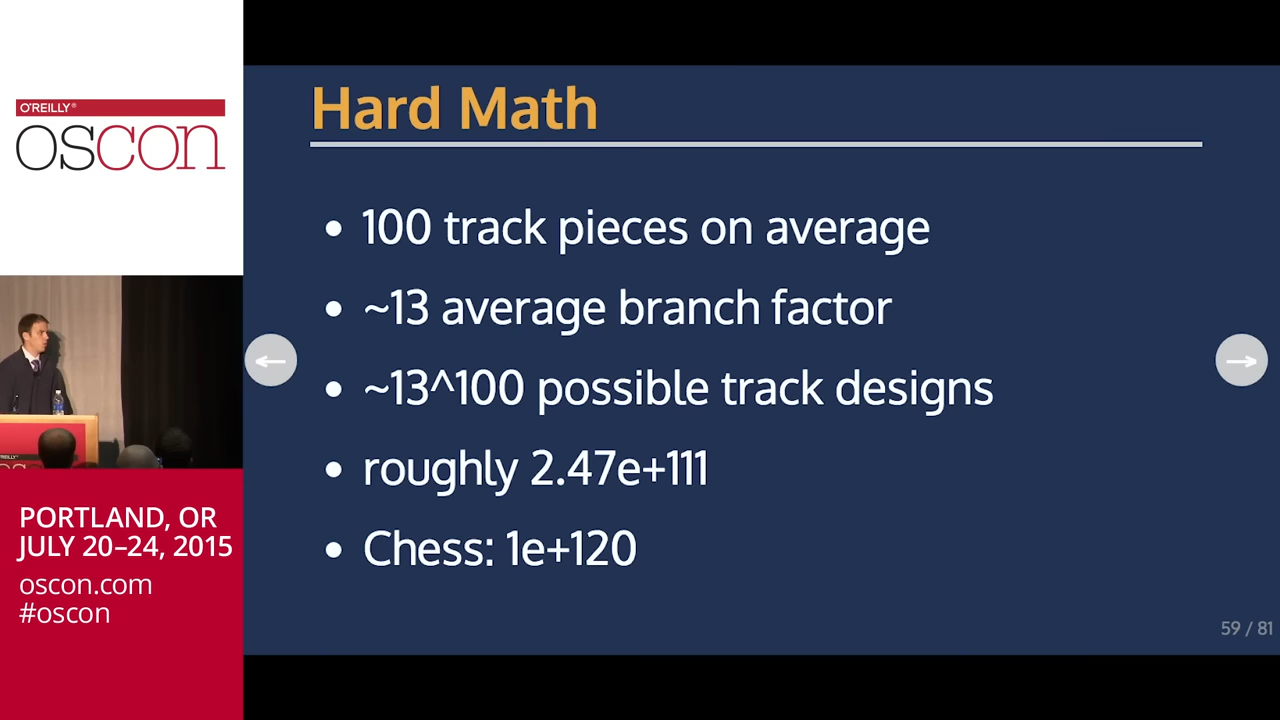 O'REILLY®
oscon
PORTLAND, OR
JULY 20–24, 2015
oscon.com
#oscon
Hard Math
100 track pieces on average
~13 average branch factor
~13^100 possible track designs
roughly 2.47e+111
Chess: 1e+120
59 / 81